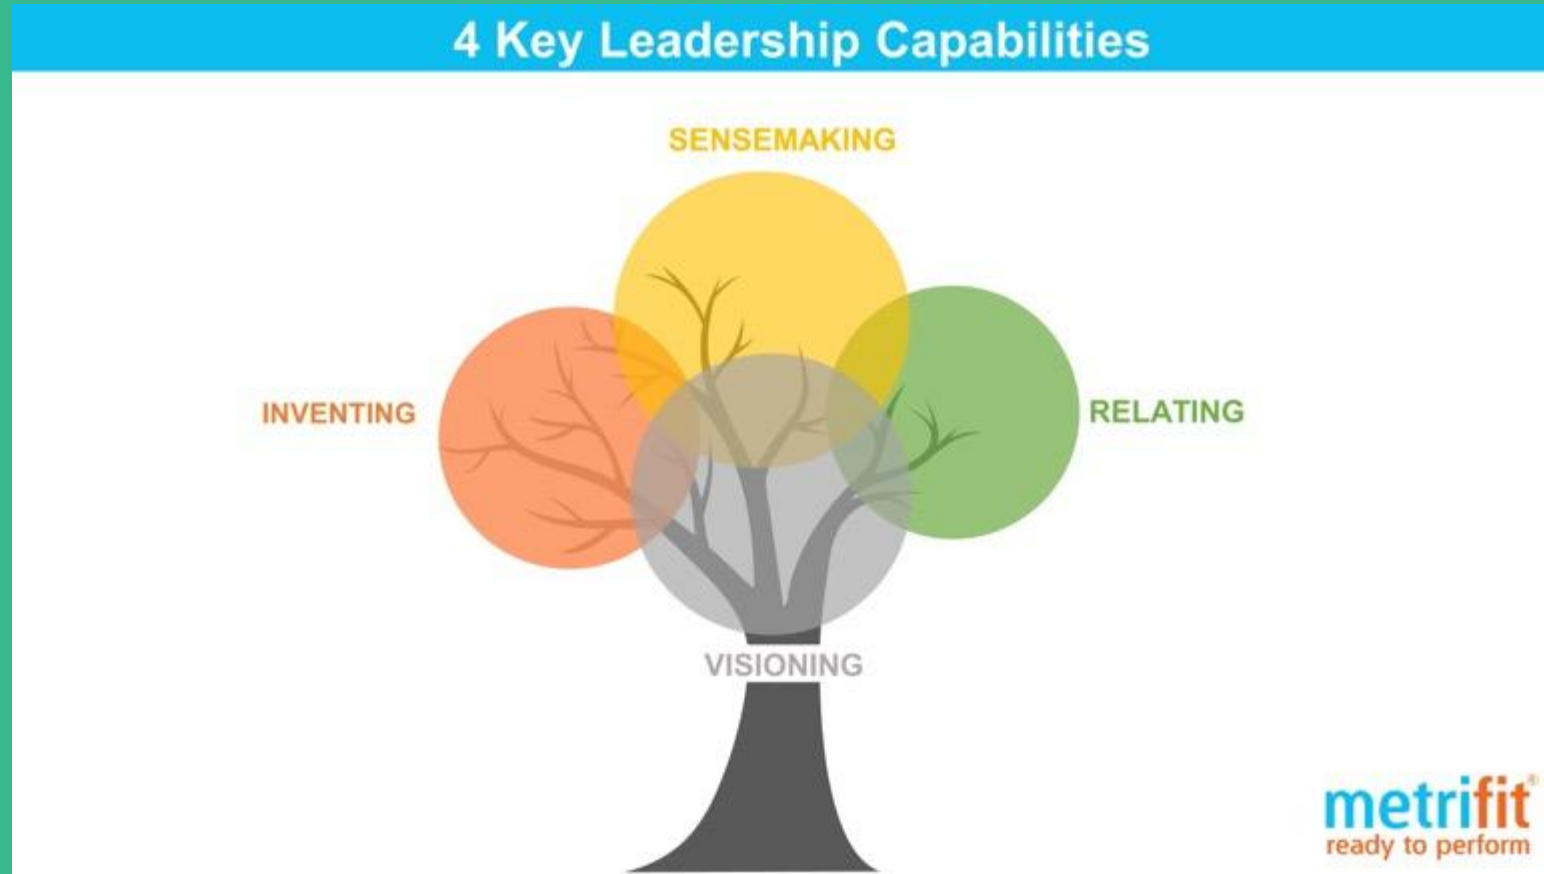 4 Key Leadership Capabilities
SENSEMAKING
INVENTING
RELATING
VISIONING
metrifit®
ready to perform